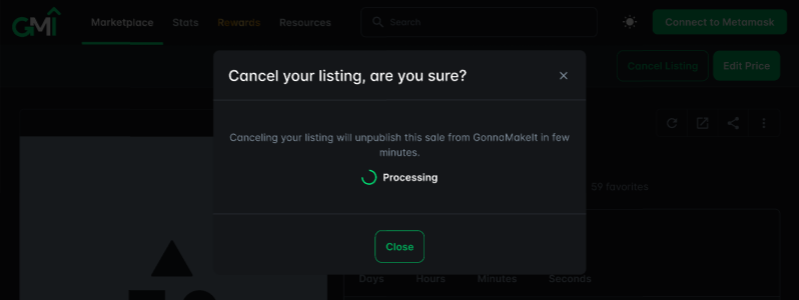 GMI
Marketplace Stats Rewards Resources Search Connect to Metamask
Cancel Listing Edit Price
Cancel your listing, are you sure?
Canceling your listing will unpublish this sale from GonnaMakeIt in few
minutes.
Processing
59 favorites
Close
Days Hours Minutes Seconds